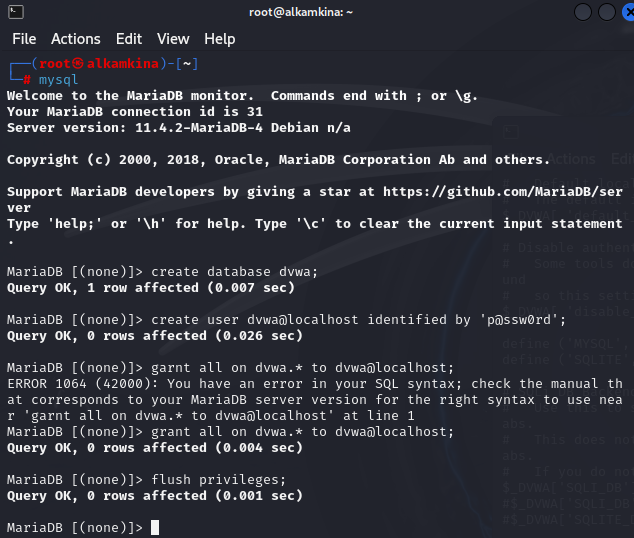 root@alkamkina: ~
File Actions Edit View Help
┌──(root㉿alkamkina)-[~]
└─# mysql
Welcome to the MariaDB monitor.  Commands end with ; or \g.
Your MariaDB connection id is 31
Server version: 11.4.2-MariaDB-4 Debian n/a
Copyright (c) 2000, 2018, Oracle, MariaDB Corporation Ab and others.
Support MariaDB developers by giving a star at https://github.com/MariaDB/ser
ver
Type 'help;' or '\h' for help. Type '\c' to clear the current input statement
.
MariaDB [(none)]> create database dvwa;
Query OK, 1 row affected (0.007 sec)
MariaDB [(none)]> create user dvwa@localhost identified by 'p@ssw0rd';
Query OK, 0 rows affected (0.026 sec)
MariaDB [(none)]> garnt all on dvwa.* to dvwa@localhost;
ERROR 1064 (42000): You have an error in your SQL syntax; check the manual th
at corresponds to your MariaDB server version for the right syntax to use nea
r 'garnt all on dvwa.* to dvwa@localhost' at line 1
MariaDB [(none)]> grant all on dvwa.* to dvwa@localhost;
Query OK, 0 rows affected (0.004 sec)
MariaDB [(none)]> flush privileges;
Query OK, 0 rows affected (0.001 sec)
MariaDB [(none)]>